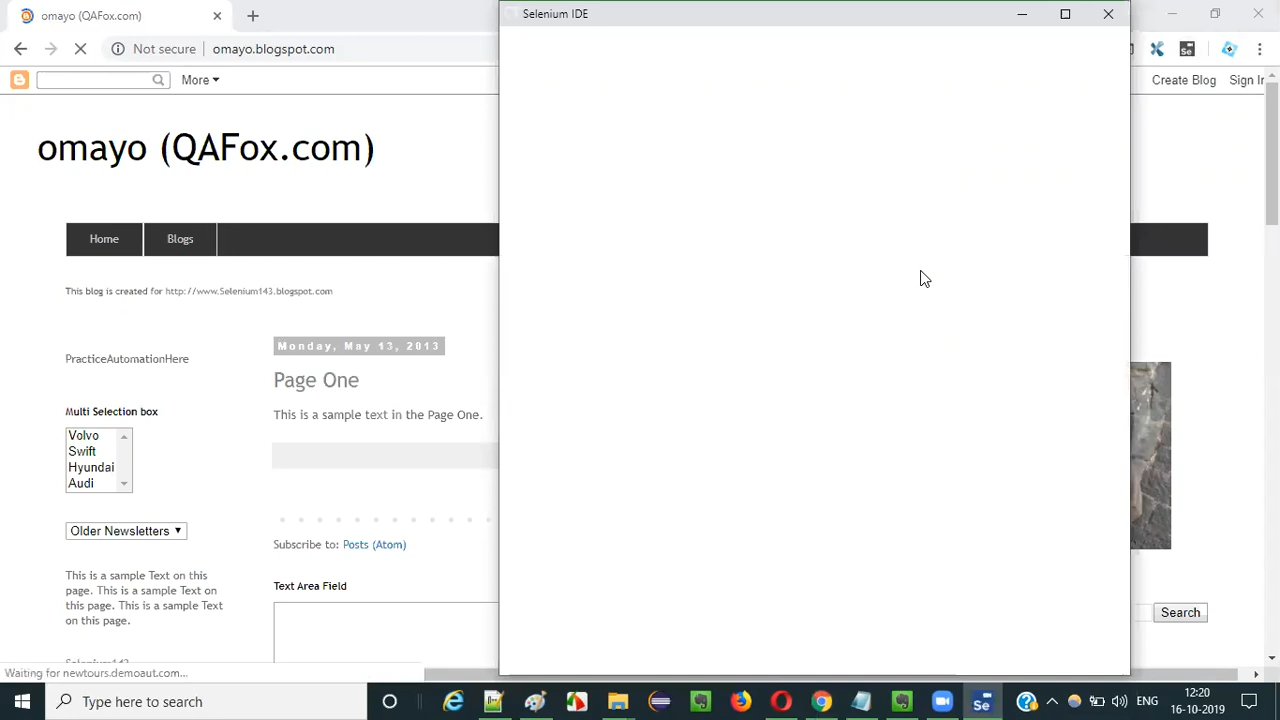 omayo (QAFox.com)
Selenium IDE
Not secure
omayo.blogspot.com
More
Create Blog
Sign In
omayo (QAFox.com)
Home
Blogs
This blog is created for http://www.Selenium143.blogspot.com
Monday, May 13, 2013
PracticeAutomationHere
Page One
Multi Selection box
This is a sample text in the Page One.
Volvo
Swift
Hyundai
Audi
Older Newsletters
Subscribe to: Posts (Atom)
This is a sample Text on this
page. This is a sample Text on
this page. This is a sample Text
on this page.
Text Area Field
Search
Selenium143
Waiting for newtours.demoaut.com...
Type here to search
ENG
12:20
16-10-2019